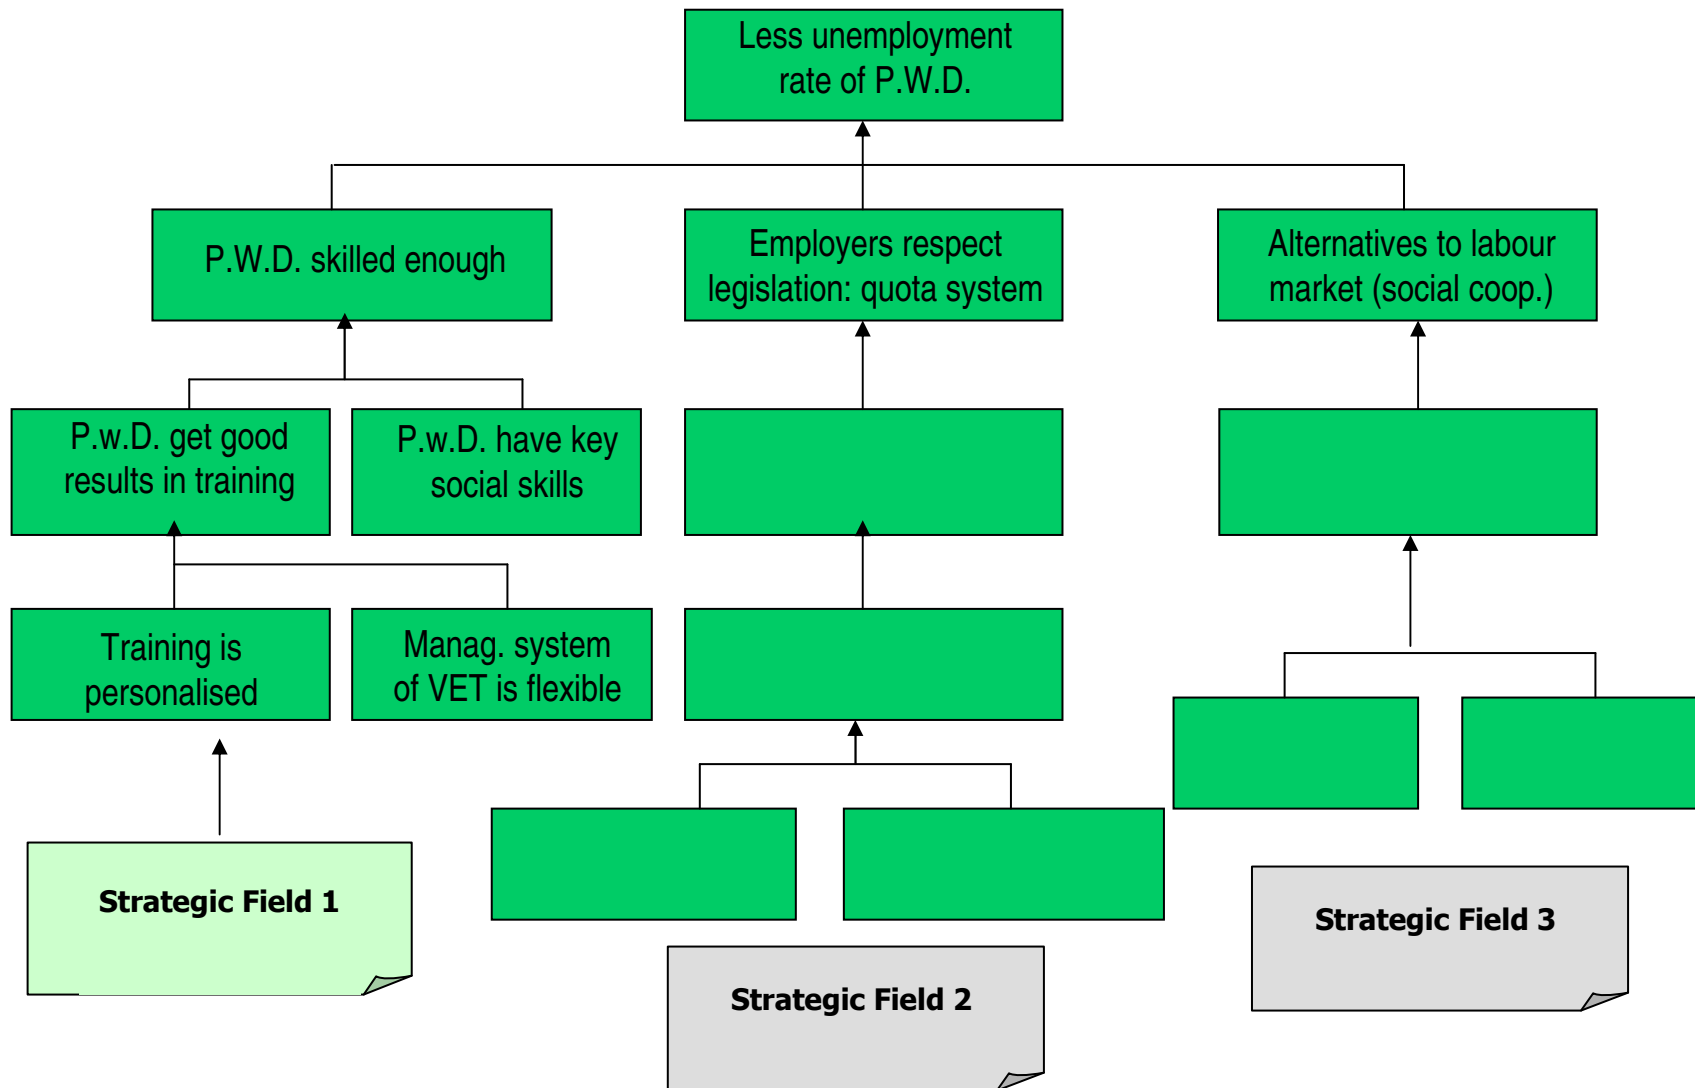 Less unemployment
rate of P.W.D.
P.W.D. skilled enough
Employers respect
legislation: quota system
Alternatives to labour
market (social coop.)
P.w.D. get good
results in training
P.w.D. have key
social skills
Training is
personalised
Manag. system
of VET is flexible
Strategic Field 1
Strategic Field 2
Strategic Field 3